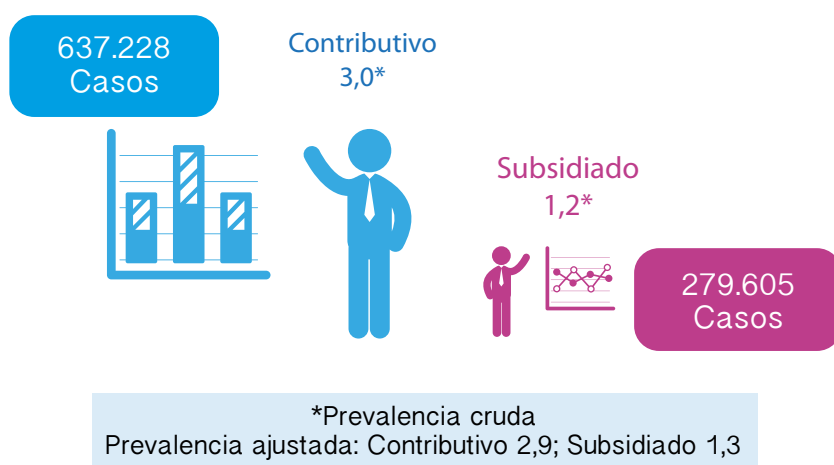 637.228
Casos
Contributivo
3,0*
Subsidiado
1,2*
279.605
Casos
*Prevalencia cruda
Prevalencia ajustada: Contributivo 2,9; Subsidiado 1,3